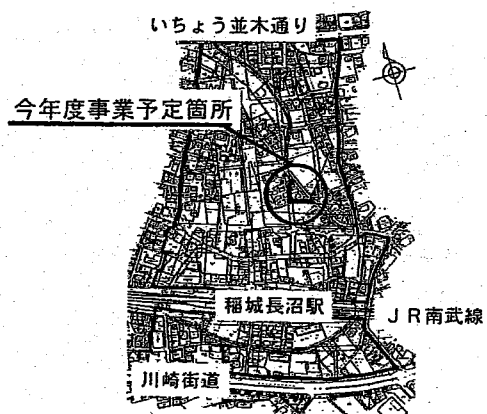 いちょう並木通り
今年度事業予定箇所
稲城長沼駅
JR南武線
川崎街道